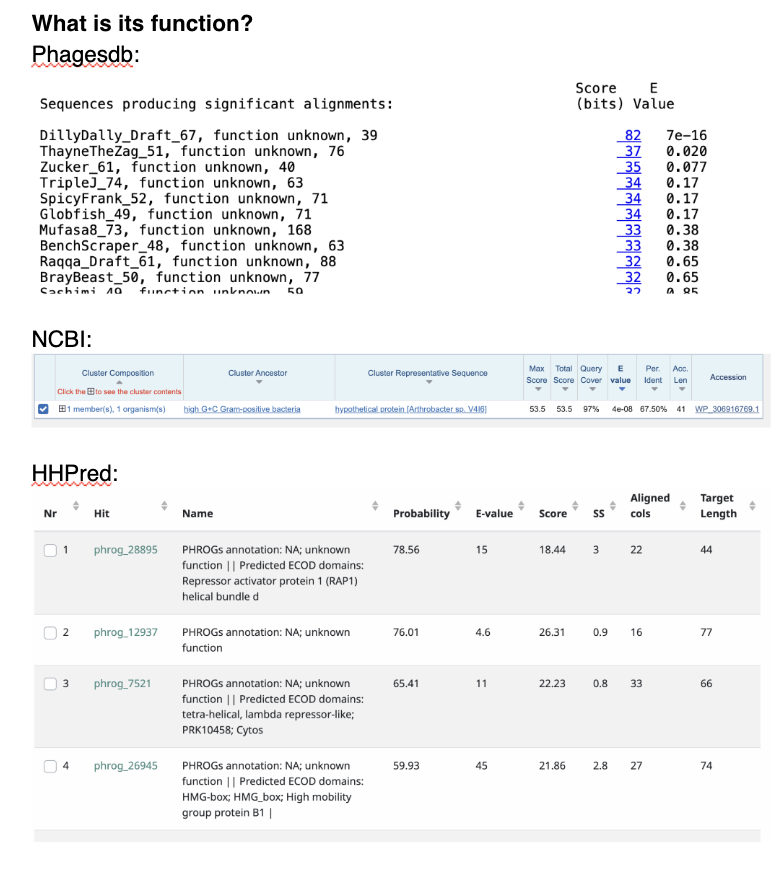 What is its function?
Phagesdb:
Score E
Sequences producing significant alignments: (bits) Value
DillyDally_Draft_67, function unknown, 39 82 7e-16
ThayneTheZag_51, function unknown, 76 37 0.020
Zucker_61, function unknown, 40 35 0.077
TripleJ_74, function unknown, 63 34 0.17
SpicyFrank_52, function unknown, 71 34 0.17
Globfish_49, function unknown, 71 34 0.17
Mufasa8_73, function unknown, 168 33 0.38
BenchScraper_48, function unknown, 63 33 0.38
Raqqa_Draft_61, function unknown, 88 32 0.65
BrayBeast_50, function unknown, 77 32 0.65
Sashimi_49, function unknown, 59 32 0.85
NCBI:
Cluster Composition Cluster Ancestor Cluster Representative Sequence Max Score Total Score Query Cover E value Per. Ident Acc. Len Accession
Click the to see the cluster contents
1 member(s), 1 organism(s) high G+C Gram-positive bacteria hypothetical protein [Arthrobacter sp. V4I6] 53.5 53.5 97% 4e-08 67.50% 41 WP_306916769.1
HHPred:
Nr Hit Name Probability E-value Score SS Aligned cols Target Length
1 phrog_28895 PHROGs annotation: NA; unknown 78.56 15 18.44 3 22 44
function || Predicted ECOD domains:
Repressor activator protein 1 (RAP1)
helical bundle d
2 phrog_12937 PHROGs annotation: NA; unknown 76.01 4.6 26.31 0.9 16 77
function
3 phrog_7521 PHROGs annotation: NA; unknown 65.41 11 22.23 0.8 33 66
function || Predicted ECOD domains:
tetra-helical, lambda repressor-like;
PRK10458; Cytos
4 phrog_26945 PHROGs annotation: NA; unknown 59.93 45 21.86 2.8 27 74
function || Predicted ECOD domains:
HMG-box; HMG_box; High mobility
group protein B1 |